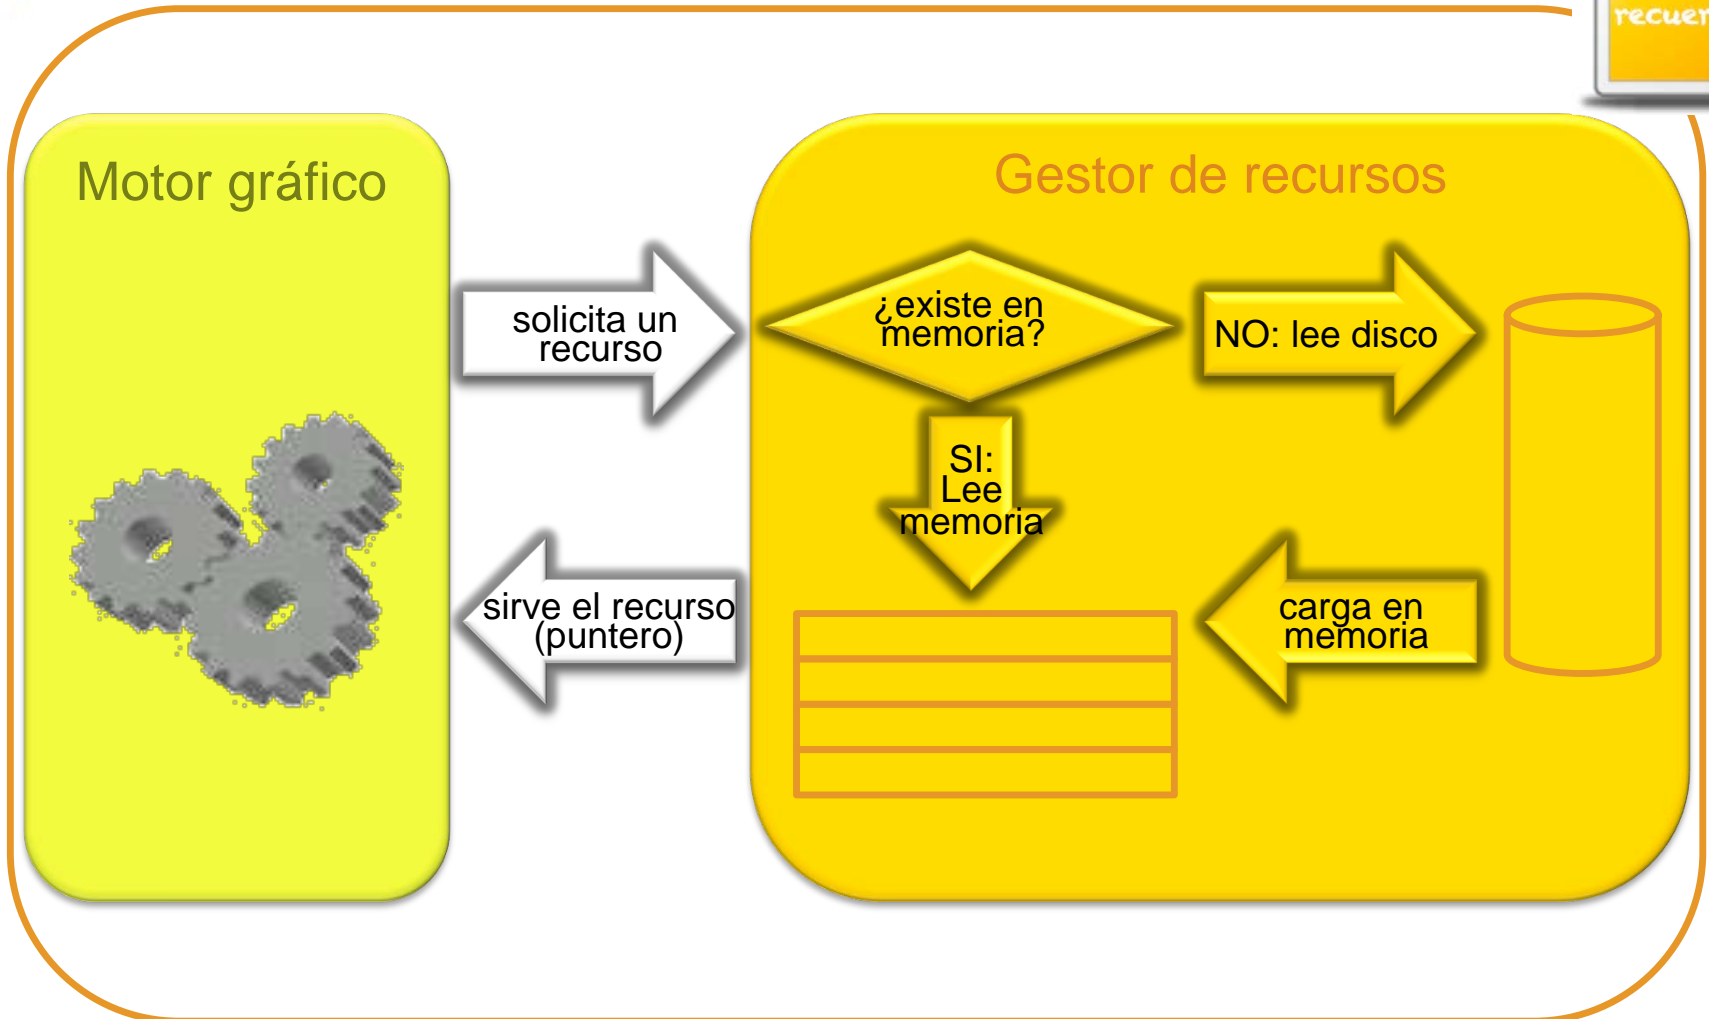 Motor gráfico
Gestor de recursos
solicita un
recurso
¿existe en
memoria?
NO: lee disco
SI:
Lee
memoria
sirve el recurso
(puntero)
carga en
memoria